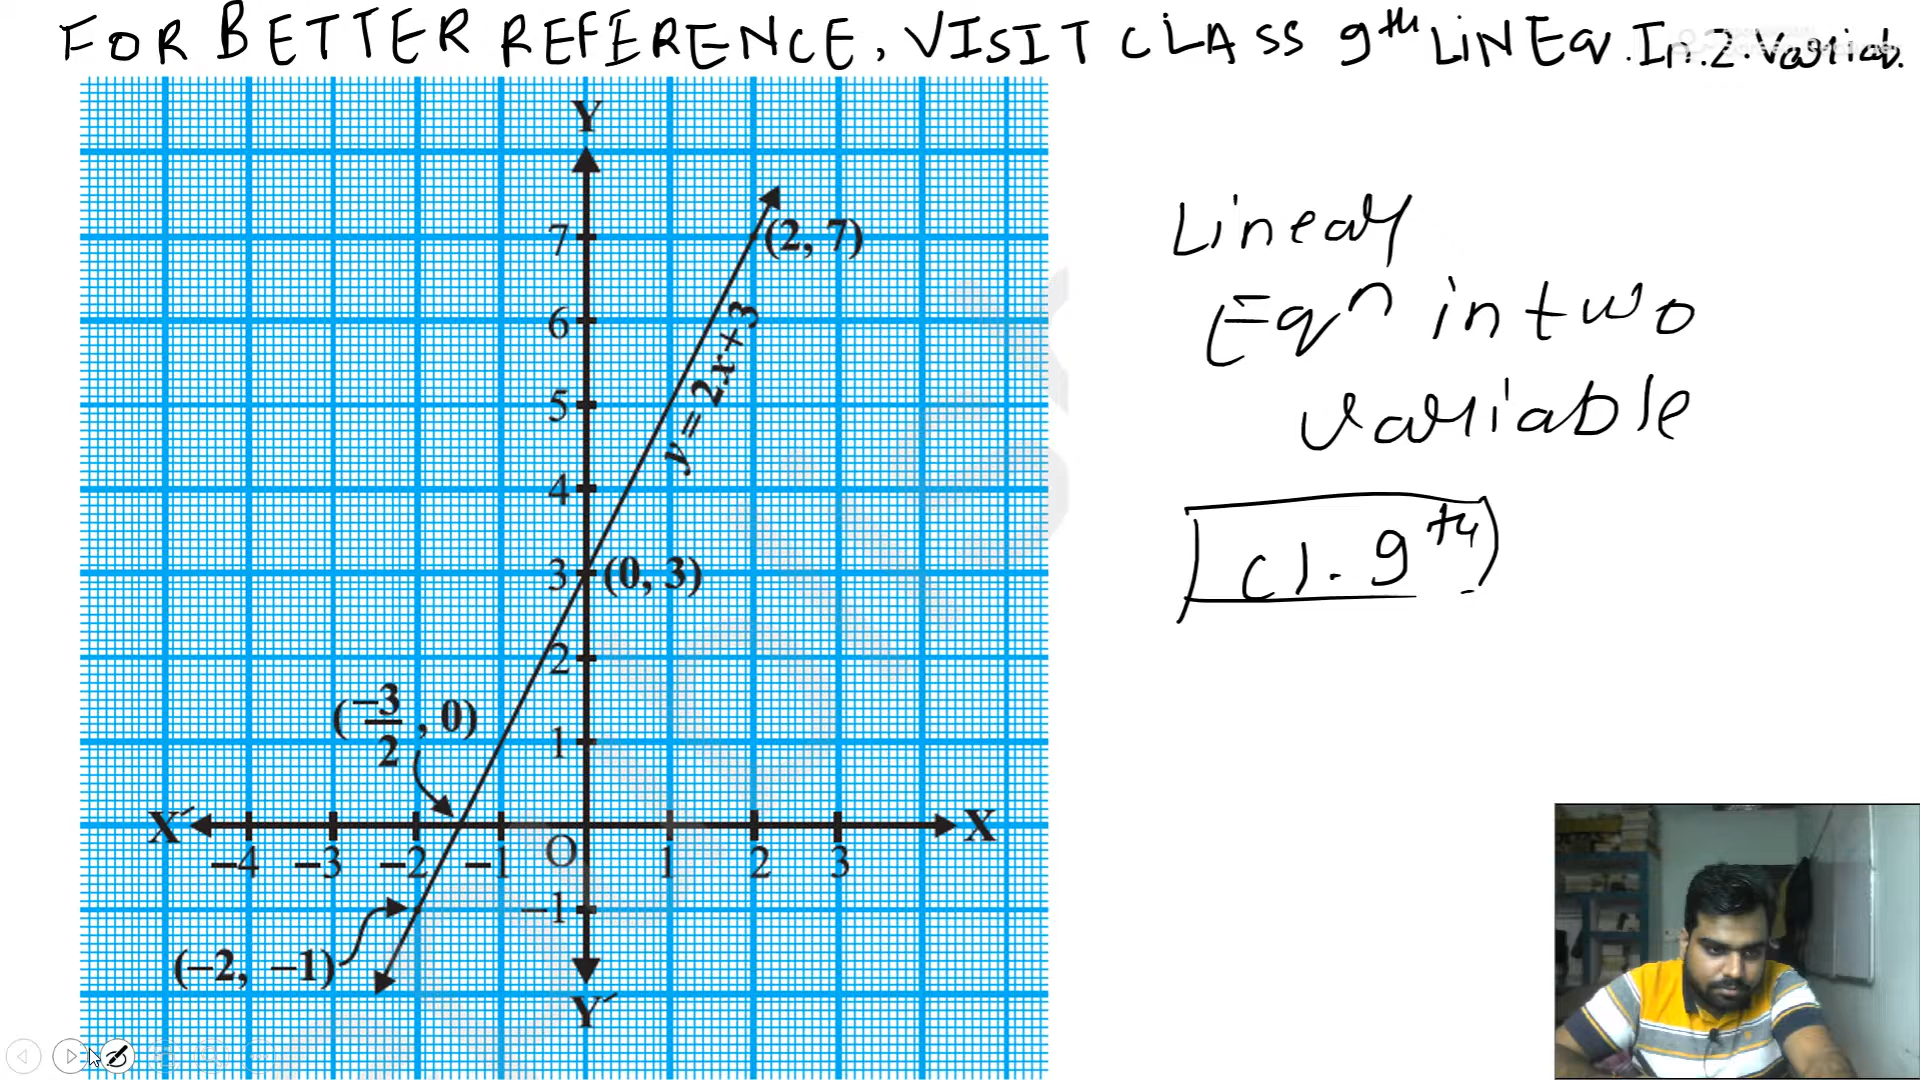 FOR BETTER REFERENCE, VISIT CLASS 9th LINEQ.In.2.Variab.
Y
7
(2, 7)
6
y = 2x+3
5
4
3
(0, 3)
2
(-3/2, 0)
1
X′
X
−4 −3 −2 −1 O 1 2 3
−1
(−2, −1)
Y′
Linear
Eqn in two
variable
cl. 9th